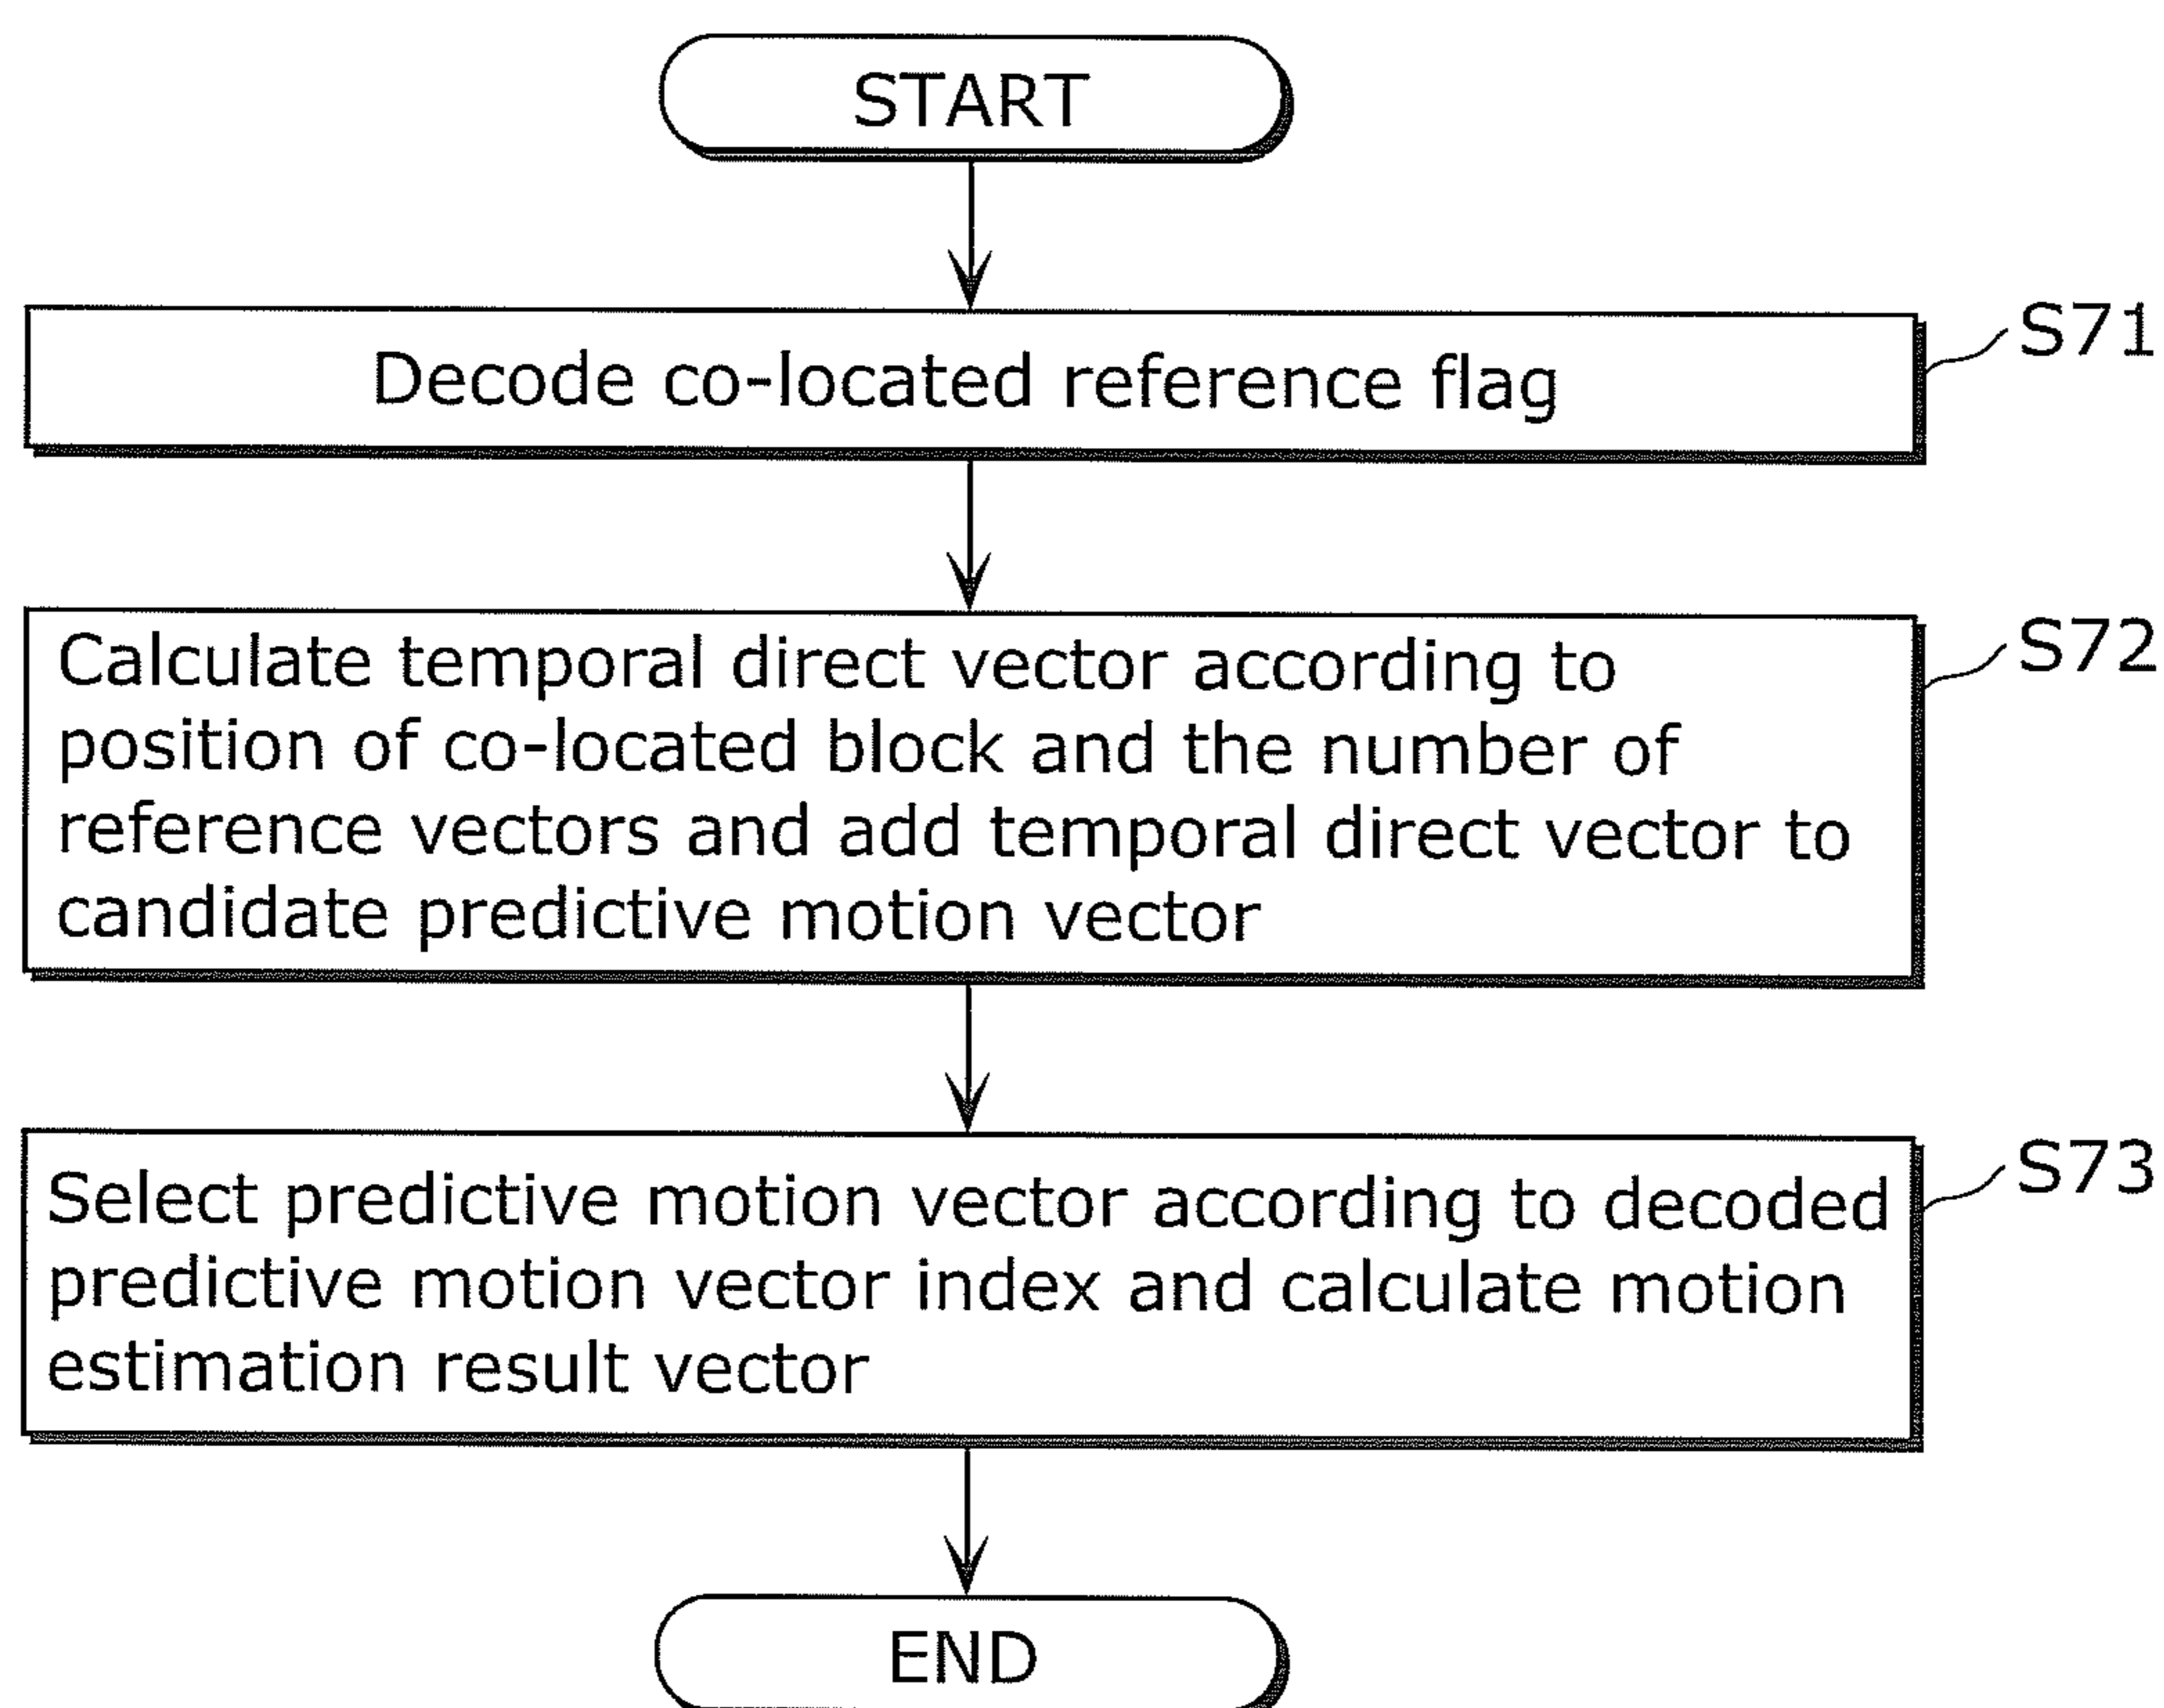 START
Decode co-located reference flag
S71
Calculate temporal direct vector according to
position of co-located block and the number of
reference vectors and add temporal direct vector to
candidate predictive motion vector
S72
Select predictive motion vector according to decoded
predictive motion vector index and calculate motion
estimation result vector
S73
END